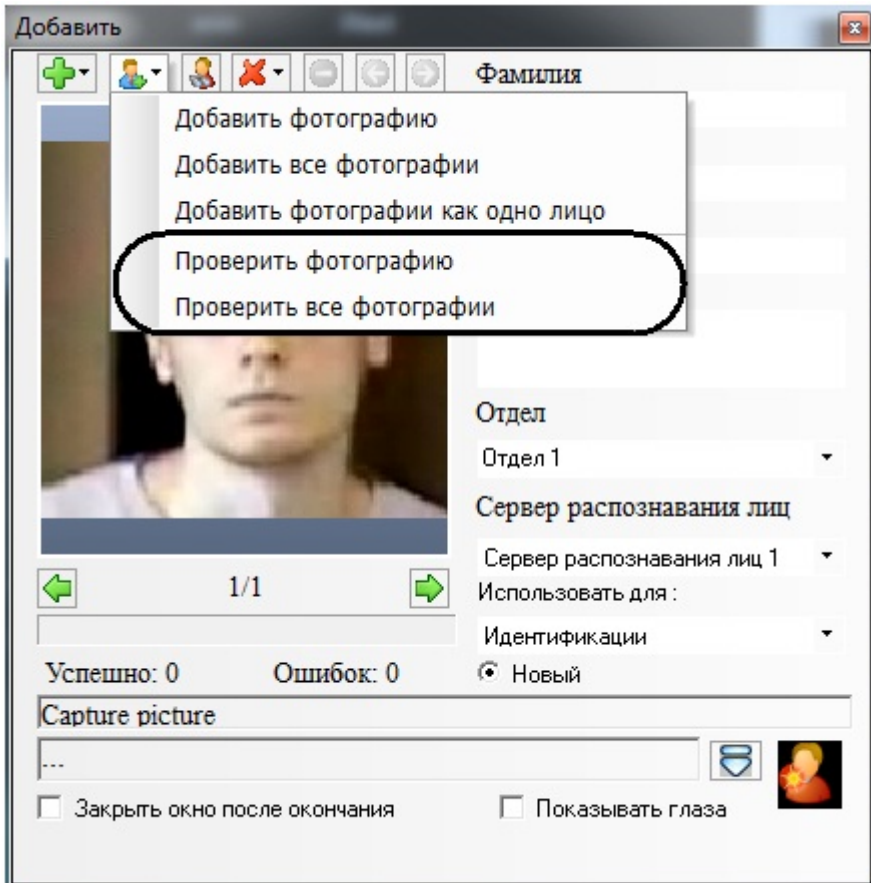 Добавить
Фамилия
Добавить фотографию
Добавить все фотографии
Добавить фотографии как одно лицо
Проверить фотографию
Проверить все фотографии
Отдел
Отдел 1
Сервер распознавания лиц
Сервер распознавания лиц 1
1/1
Использовать для :
Идентификации
Успешно: 0 Ошибок: 0
Новый
Capture picture
...
Закрыть окно после окончания Показывать глаза